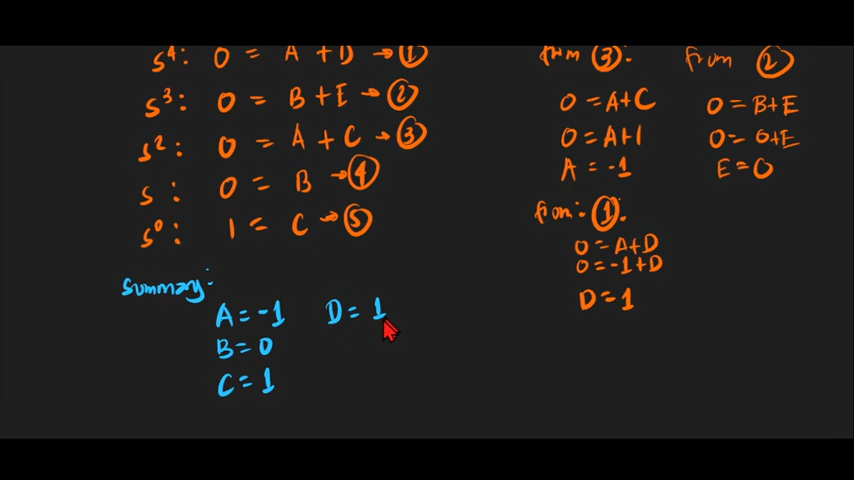 s⁴: 0 = A + D → ①
s³: 0 = B + E → ②
s²: 0 = A + C → ③
s: 0 = B → ④
s⁰: 1 = C → ⑤
Summary:
A = -1 D = 1
B = 0
C = 1
from ③:
0 = A+C
0 = A+1
A = -1
from ②
0 = B+E
0 = 0+E
E = 0
from: ①:
0 = A+D
0 = -1+D
D = 1